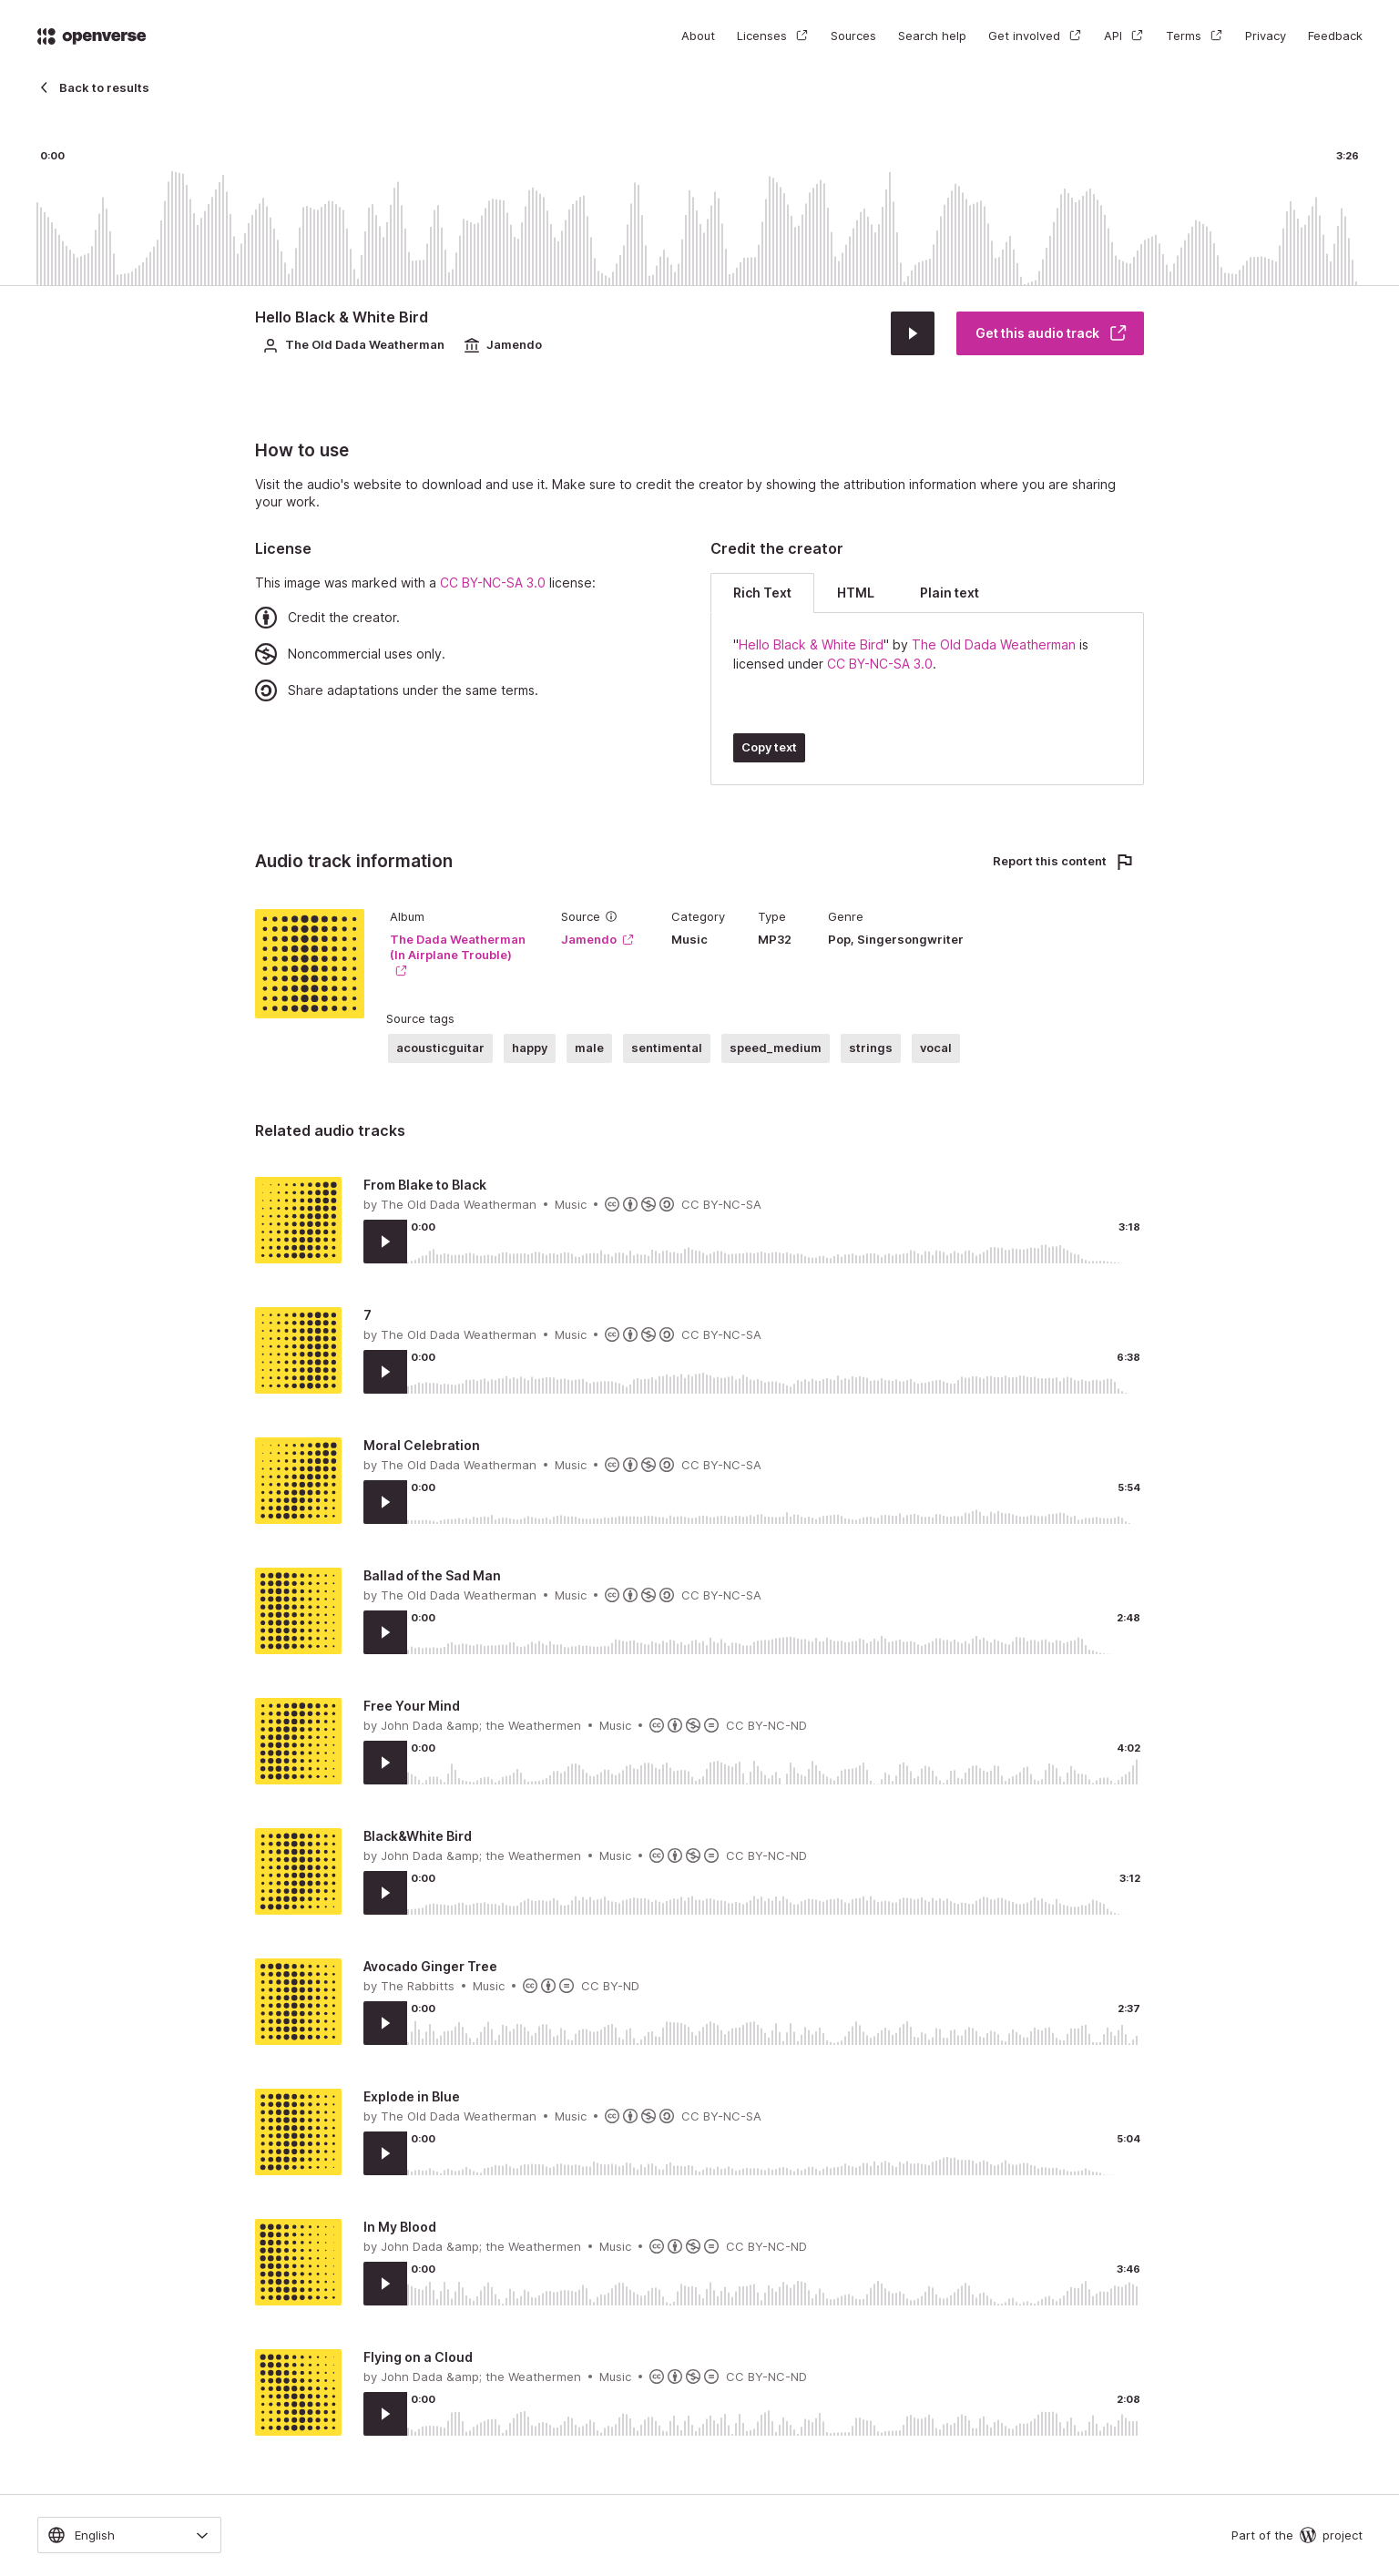 openverse
About Licenses Sources Search help Get involved API Terms Privacy Feedback
Back to results
0:00 3:26
Hello Black & White Bird
The Old Dada Weatherman Jamendo
Get this audio track
How to use
Visit the audio's website to download and use it. Make sure to credit the creator by showing the attribution information where you are sharing
your work.
License
This image was marked with a CC BY-NC-SA 3.0 license:
Credit the creator.
Noncommercial uses only.
Share adaptations under the same terms.
Credit the creator
Rich Text HTML Plain text
"Hello Black & White Bird" by The Old Dada Weatherman is
licensed under CC BY-NC-SA 3.0.
Copy text
Audio track information
Report this content
Album Source Category Type Genre
The Dada Weatherman Jamendo Music MP32 Pop, Singersongwriter
(In Airplane Trouble)
Source tags
acousticguitar happy male sentimental speed_medium strings vocal
Related audio tracks
From Blake to Black
by The Old Dada Weatherman • Music • CC BY-NC-SA
0:00 3:18
7
by The Old Dada Weatherman • Music • CC BY-NC-SA
0:00 6:38
Moral Celebration
by The Old Dada Weatherman • Music • CC BY-NC-SA
0:00 5:54
Ballad of the Sad Man
by The Old Dada Weatherman • Music • CC BY-NC-SA
0:00 2:48
Free Your Mind
by John Dada &amp; the Weathermen • Music • CC BY-NC-ND
0:00 4:02
Black&White Bird
by John Dada &amp; the Weathermen • Music • CC BY-NC-ND
0:00 3:12
Avocado Ginger Tree
by The Rabbitts • Music • CC BY-ND
0:00 2:37
Explode in Blue
by The Old Dada Weatherman • Music • CC BY-NC-SA
0:00 5:04
In My Blood
by John Dada &amp; the Weathermen • Music • CC BY-NC-ND
0:00 3:46
Flying on a Cloud
by John Dada &amp; the Weathermen • Music • CC BY-NC-ND
0:00 2:08
English
Part of the project